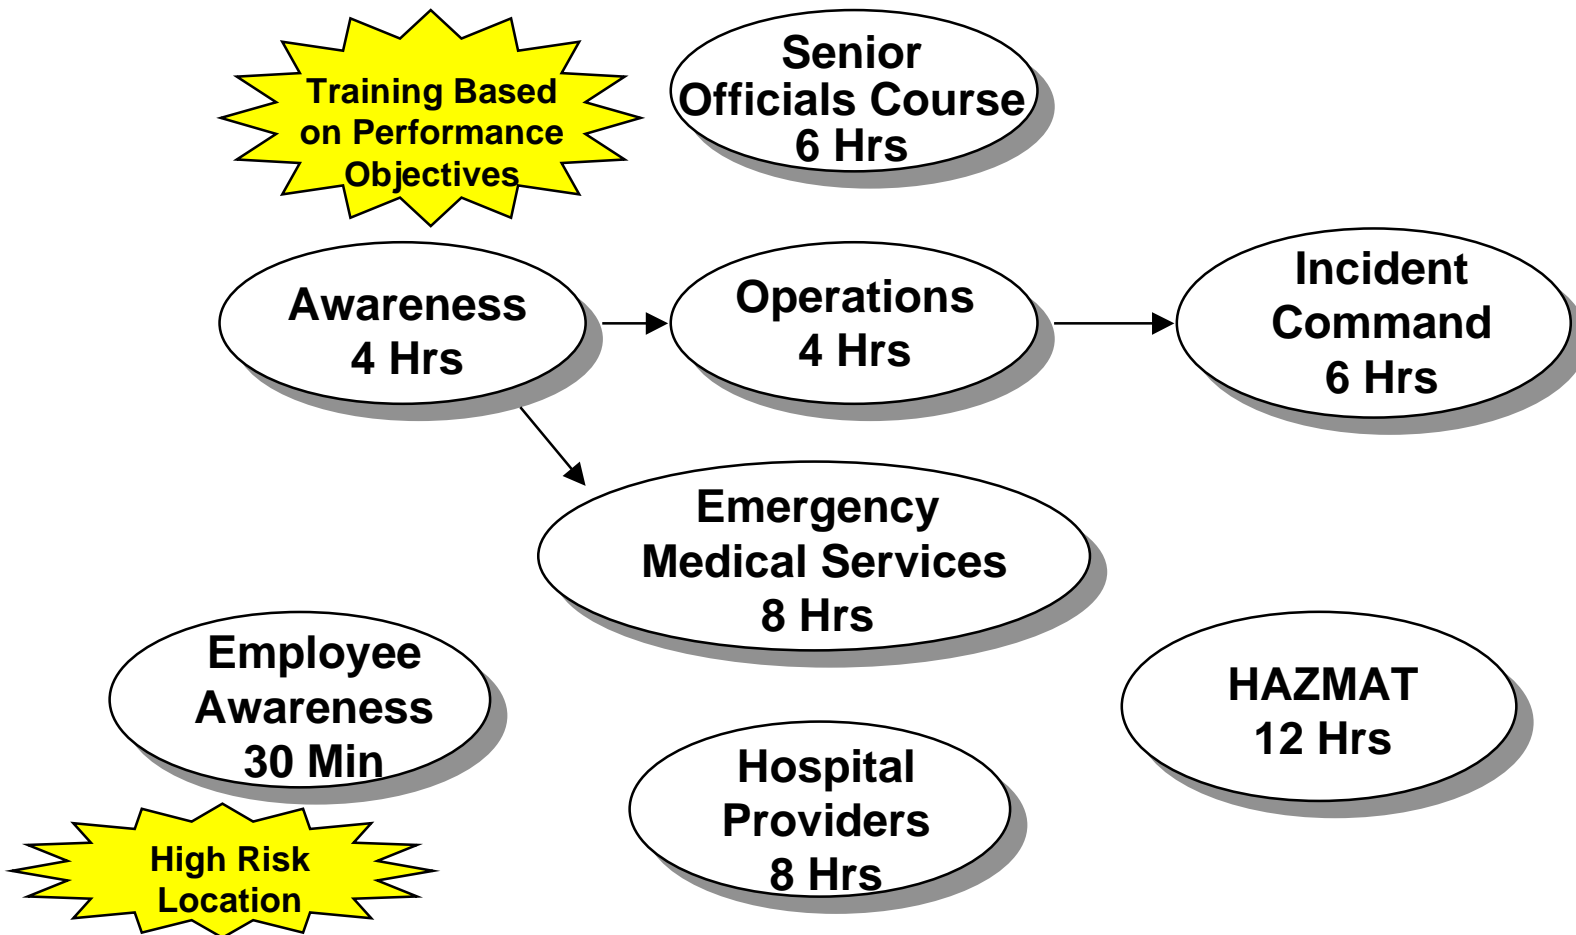 Training Based
on Performance
Objectives
Senior
Officials Course
6 Hrs
Awareness
4 Hrs
Operations
4 Hrs
Incident
Command
6 Hrs
Emergency
Medical Services
8 Hrs
Employee
Awareness
30 Min
High Risk
Location
Hospital
Providers
8 Hrs
HAZMAT
12 Hrs